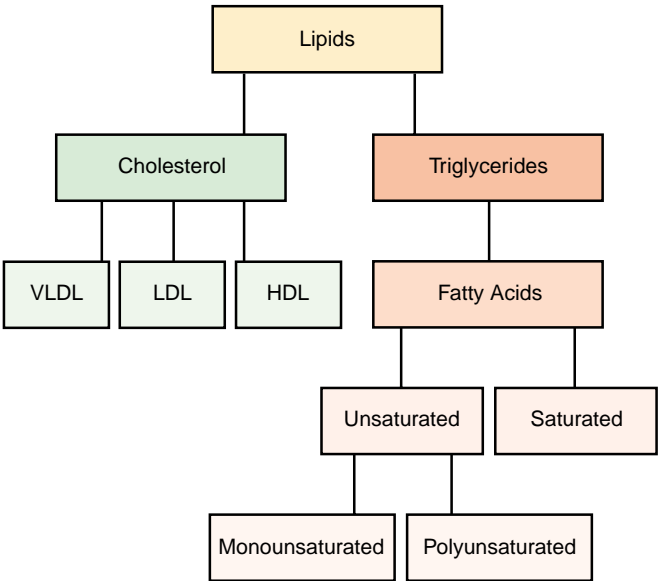 Lipids
Cholesterol
Triglycerides
VLDL
LDL
HDL
Fatty Acids
Unsaturated
Saturated
Monounsaturated
Polyunsaturated